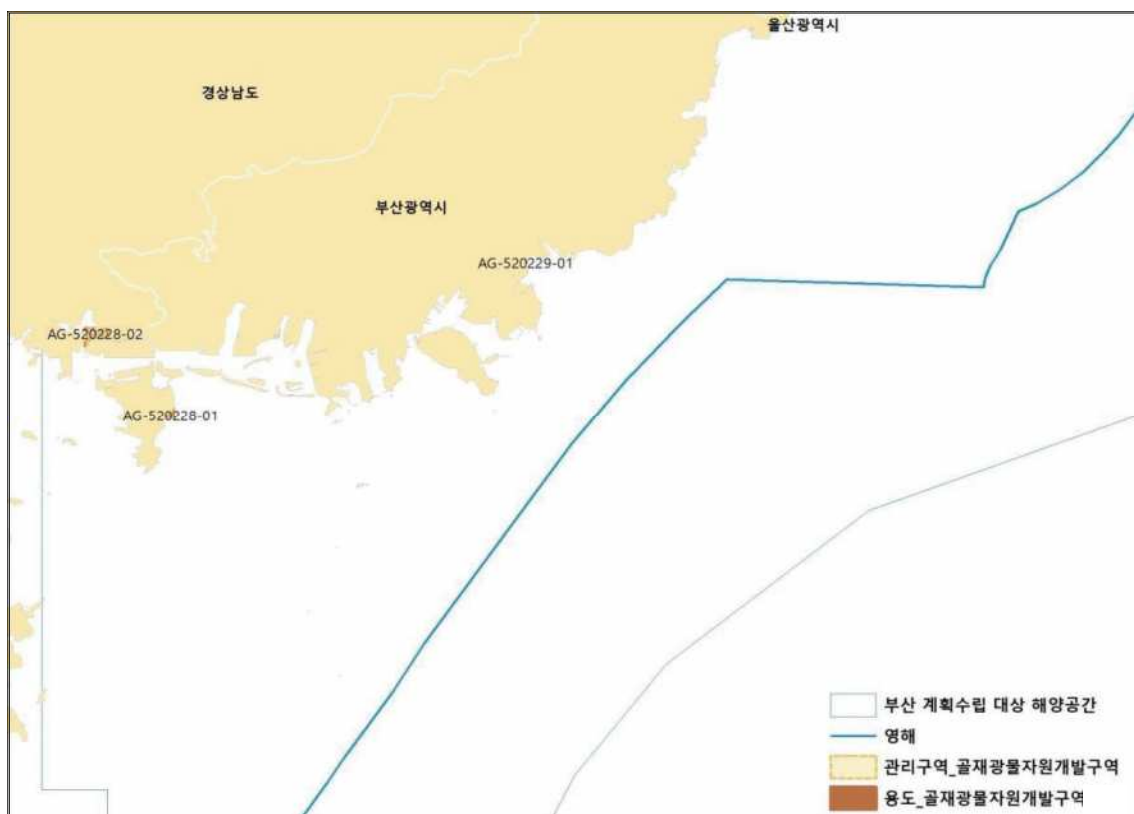 울산광역시
경상남도
부산광역시
AG-520229-01
AG-520228-02
AG-520228-01
부산 계획수립 대상 해양공간
영해
관리구역_골재광물자원개발구역
용도_골재광물자원개발구역